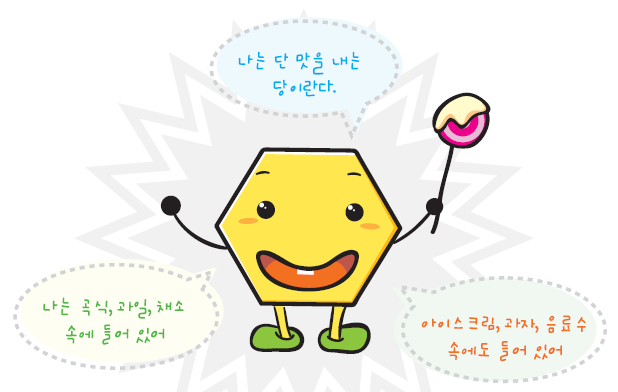 나는 단 맛을 내는
당이란다.
나는 곡식, 과일, 채소
속에 들어 있어
아이스크림, 과자, 음료수
속에도 들어 있어